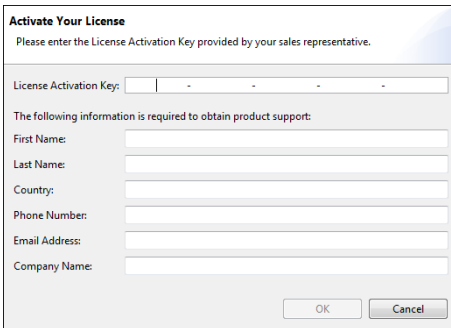 Activate Your License
Please enter the License Activation Key provided by your sales representative.
License Activation Key: - - - -
The following information is required to obtain product support:
First Name:
Last Name:
Country:
Phone Number:
Email Address:
Company Name:
OK Cancel